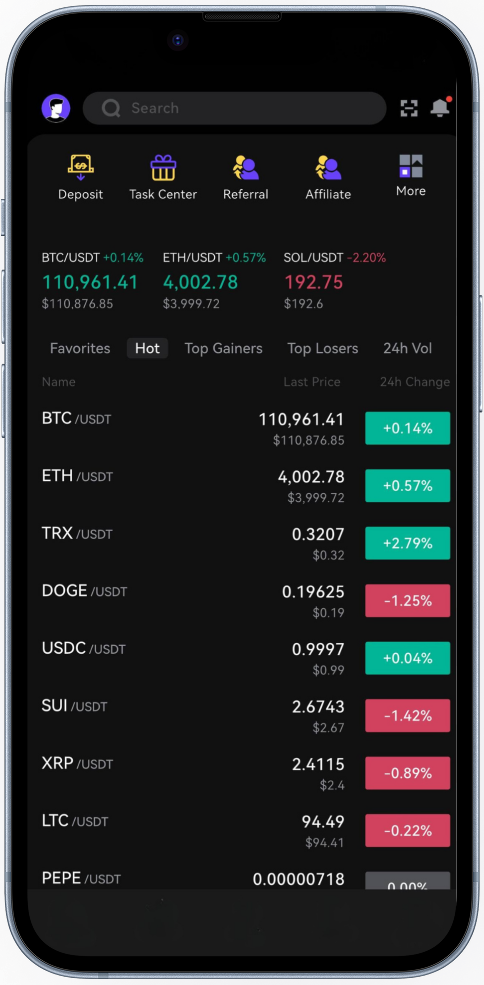 Search
Deposit Task Center Referral Affiliate More
BTC/USDT +0.14% ETH/USDT +0.57% SOL/USDT -2.20%
110,961.41 4,002.78 192.75
$110,876.85 $3,999.72 $192.6
Favorites Hot Top Gainers Top Losers 24h Vol
Name Last Price 24h Change
BTC /USDT 110,961.41 +0.14%
$110,876.85
ETH /USDT 4,002.78 +0.57%
$3,999.72
TRX /USDT 0.3207 +2.79%
$0.32
DOGE /USDT 0.19625 -1.25%
$0.19
USDC /USDT 0.9997 +0.04%
$0.99
SUI /USDT 2.6743 -1.42%
$2.67
XRP /USDT 2.4115 -0.89%
$2.4
LTC /USDT 94.49 -0.22%
$94.41
PEPE /USDT 0.00000718 0.00%